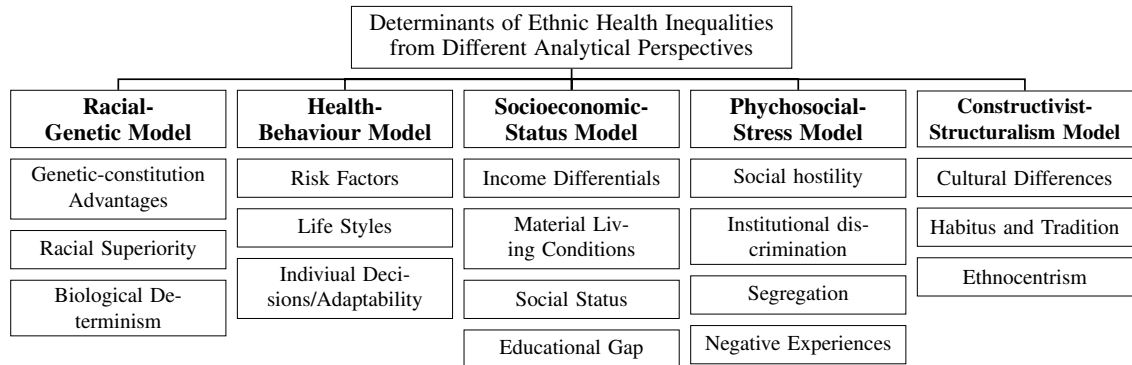 Determinants of Ethnic Health Inequalities
from Different Analytical Perspectives
Racial-
Genetic Model
Genetic-constitution
Advantages
Racial Superiority
Biological De-
terminism
Health-
Behaviour Model
Risk Factors
Life Styles
Indiviual Deci-
sions/Adaptability
Socioeconomic-
Status Model
Income Differentials
Material Liv-
ing Conditions
Social Status
Educational Gap
Phychosocial-
Stress Model
Social hostility
Institutional dis-
crimination
Segregation
Negative Experiences
Constructivist-
Structuralism Model
Cultural Differences
Habitus and Tradition
Ethnocentrism